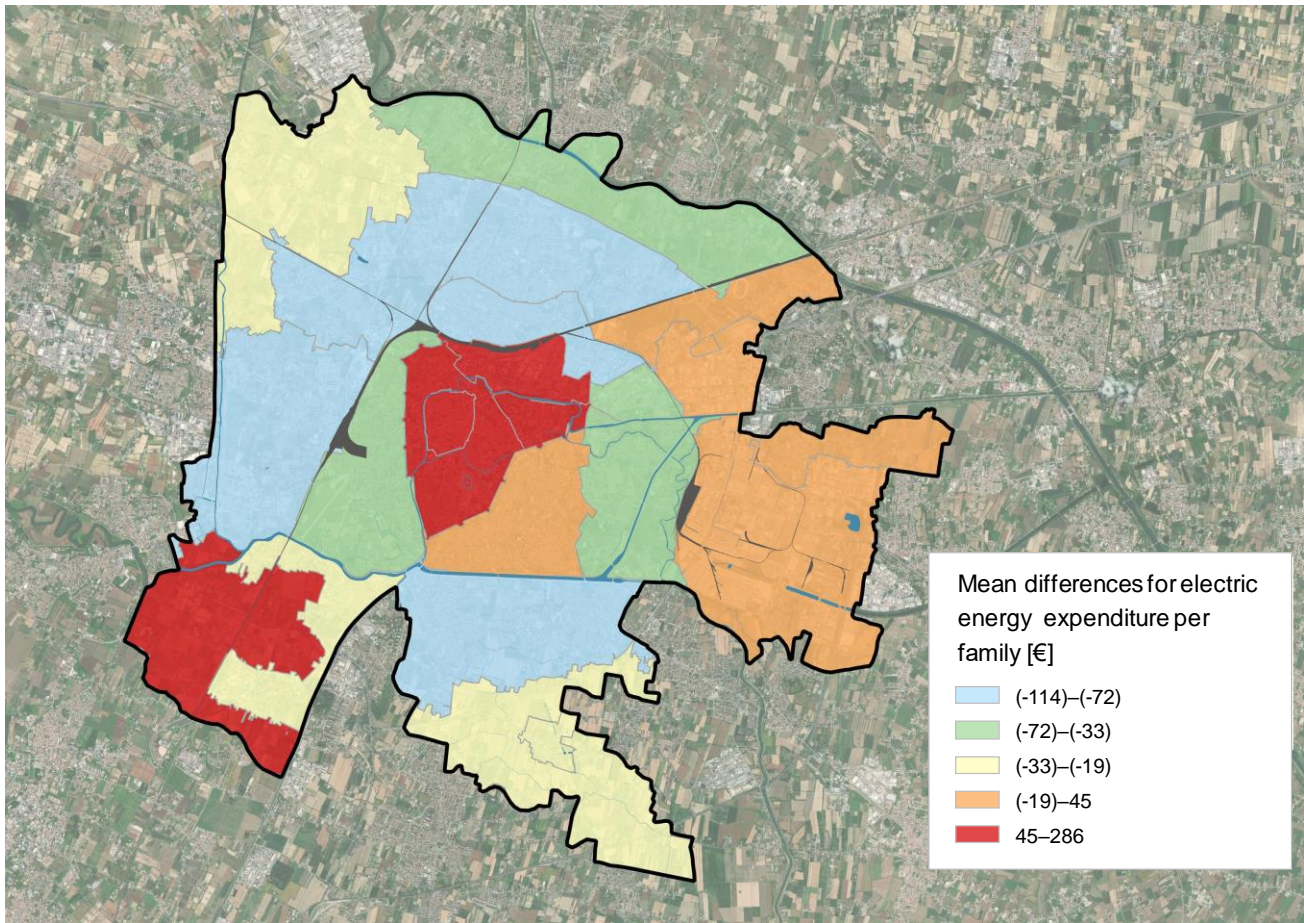 Mean differences for electric
energy expenditure per
family [€]
(-114)–(-72)
(-72)–(-33)
(-33)–(-19)
(-19)–45
45–286